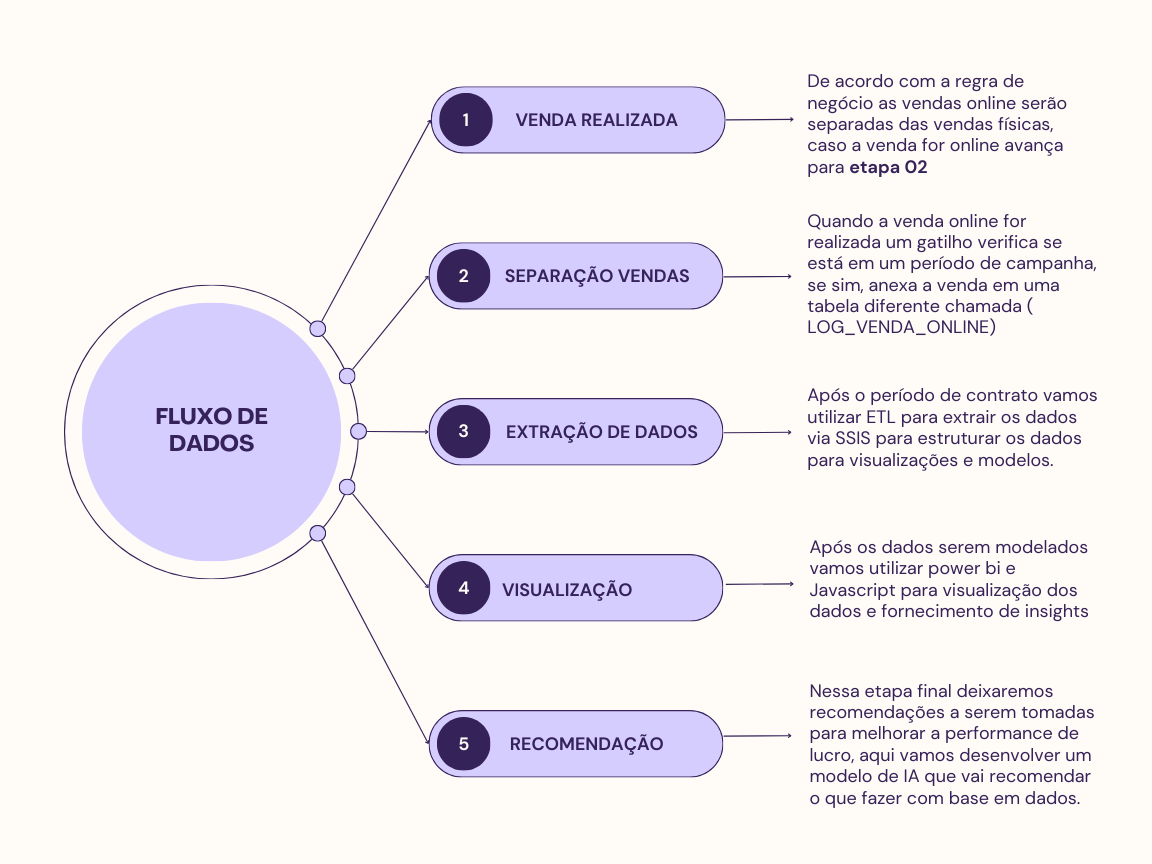 FLUXO DE
DADOS
1
VENDA REALIZADA
De acordo com a regra de
negócio as vendas online serão
separadas das vendas físicas,
caso a venda for online avança
para etapa 02
2
SEPARAÇÃO VENDAS
Quando a venda online for
realizada um gatilho verifica se
está em um período de campanha,
se sim, anexa a venda em uma
tabela diferente chamada (
LOG_VENDA_ONLINE)
3
EXTRAÇÃO DE DADOS
Após o período de contrato vamos
utilizar ETL para extrair os dados
via SSIS para estruturar os dados
para visualizações e modelos.
4
VISUALIZAÇÃO
Após os dados serem modelados
vamos utilizar power bi e
Javascript para visualização dos
dados e fornecimento de insights
5
RECOMENDAÇÃO
Nessa etapa final deixaremos
recomendações a serem tomadas
para melhorar a performance de
lucro, aqui vamos desenvolver um
modelo de IA que vai recomendar
o que fazer com base em dados.